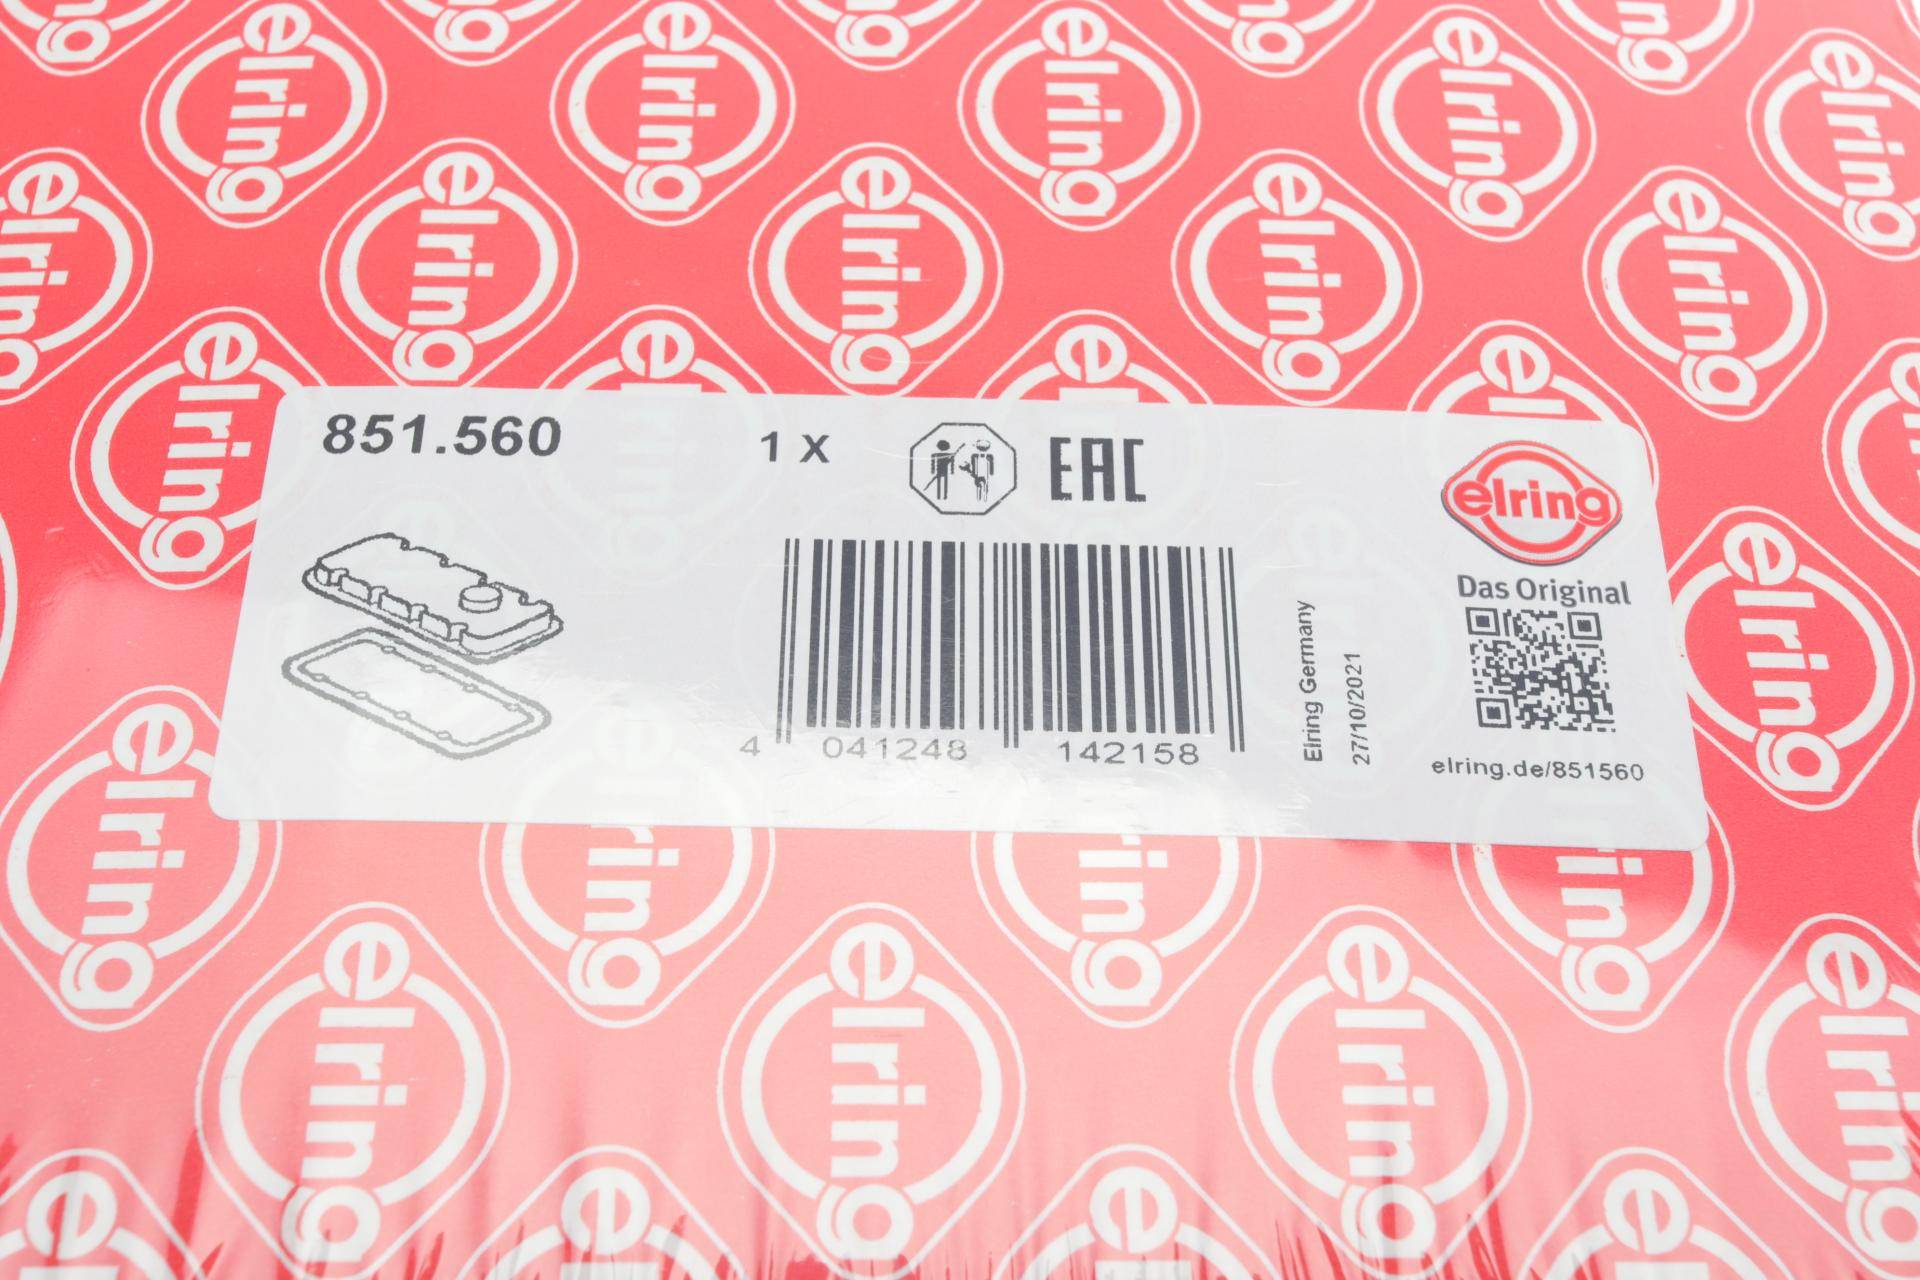 851.560
1 X
EAC
elring
Das Original
4 041248 142158
Elring Germany
27/10/2021
elring.de/851560